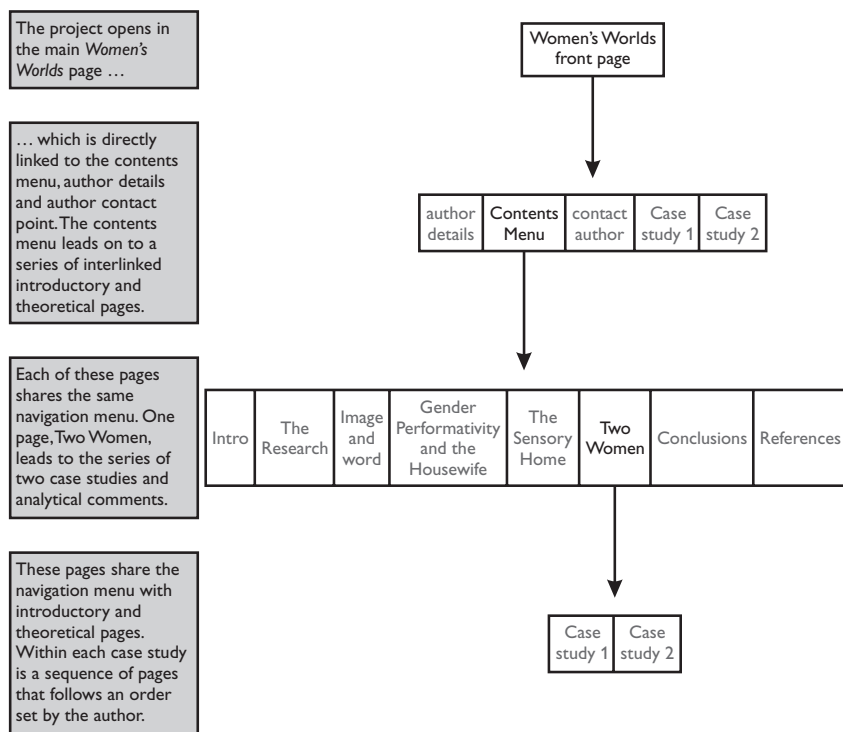 The project opens in
the main Women's
Worlds page …
Women's Worlds
front page
… which is directly
linked to the contents
menu, author details
and author contact
point. The contents
menu leads on to a
series of interlinked
introductory and
theoretical pages.
author
details
Contents
Menu
contact
author
Case
study 1
Case
study 2
Each of these pages
shares the same
navigation menu. One
page, Two Women,
leads to the series of
two case studies and
analytical comments.
Intro
The
Research
Image
and
word
Gender
Performativity
and the
Housewife
The
Sensory
Home
Two
Women
Conclusions
References
These pages share the
navigation menu with
introductory and
theoretical pages.
Within each case study
is a sequence of pages
that follows an order
set by the author.
Case
study 1
Case
study 2